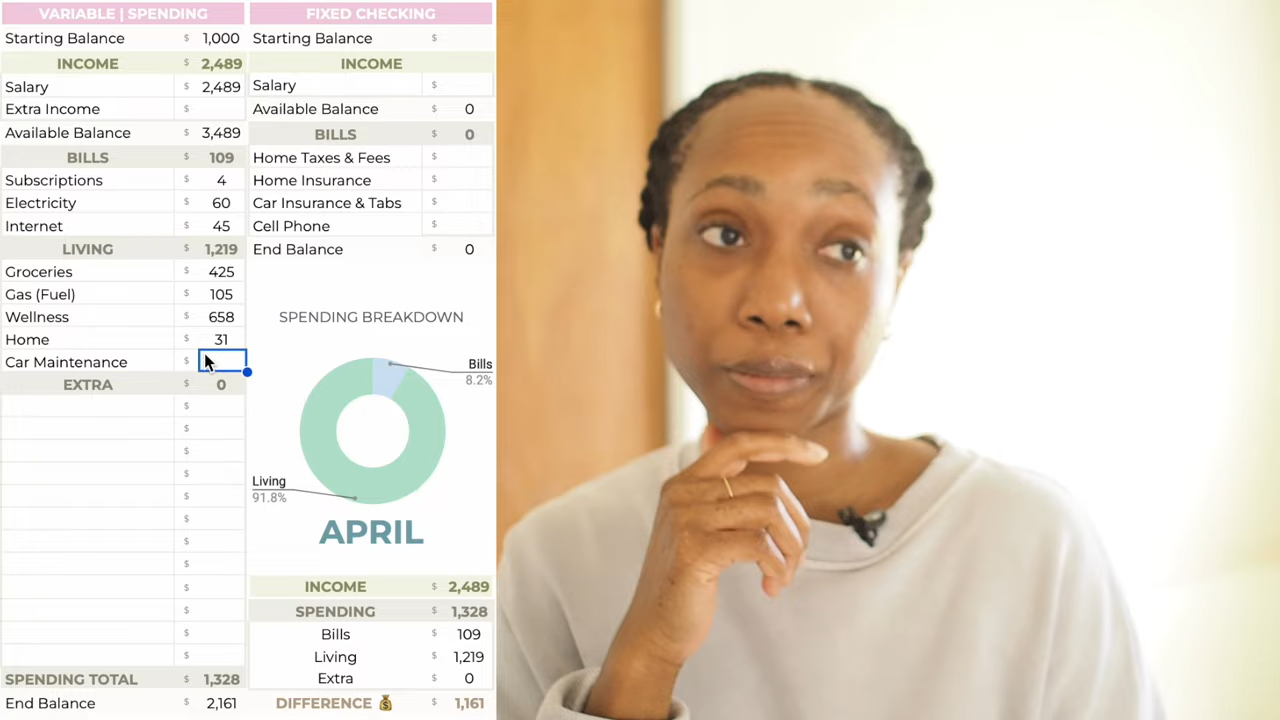 VARIABLE | SPENDING
Starting Balance $ 1,000
INCOME $ 2,489
Salary $ 2,489
Extra Income $
Available Balance $ 3,489
BILLS $ 109
Subscriptions $ 4
Electricity $ 60
Internet $ 45
LIVING $ 1,219
Groceries $ 425
Gas (Fuel) $ 105
Wellness $ 658
Home $ 31
Car Maintenance $
EXTRA $ 0
$
$
$
$
$
$
$
$
$
$
$
$
SPENDING TOTAL $ 1,328
End Balance $ 2,161
FIXED CHECKING
Starting Balance $
INCOME
Salary $
Available Balance $ 0
BILLS $ 0
Home Taxes & Fees $
Home Insurance $
Car Insurance & Tabs $
Cell Phone $
End Balance $ 0
SPENDING BREAKDOWN
Bills
8.2%
Living
91.8%
APRIL
INCOME $ 2,489
SPENDING $ 1,328
Bills $ 109
Living $ 1,219
Extra $ 0
DIFFERENCE 💰 $ 1,161